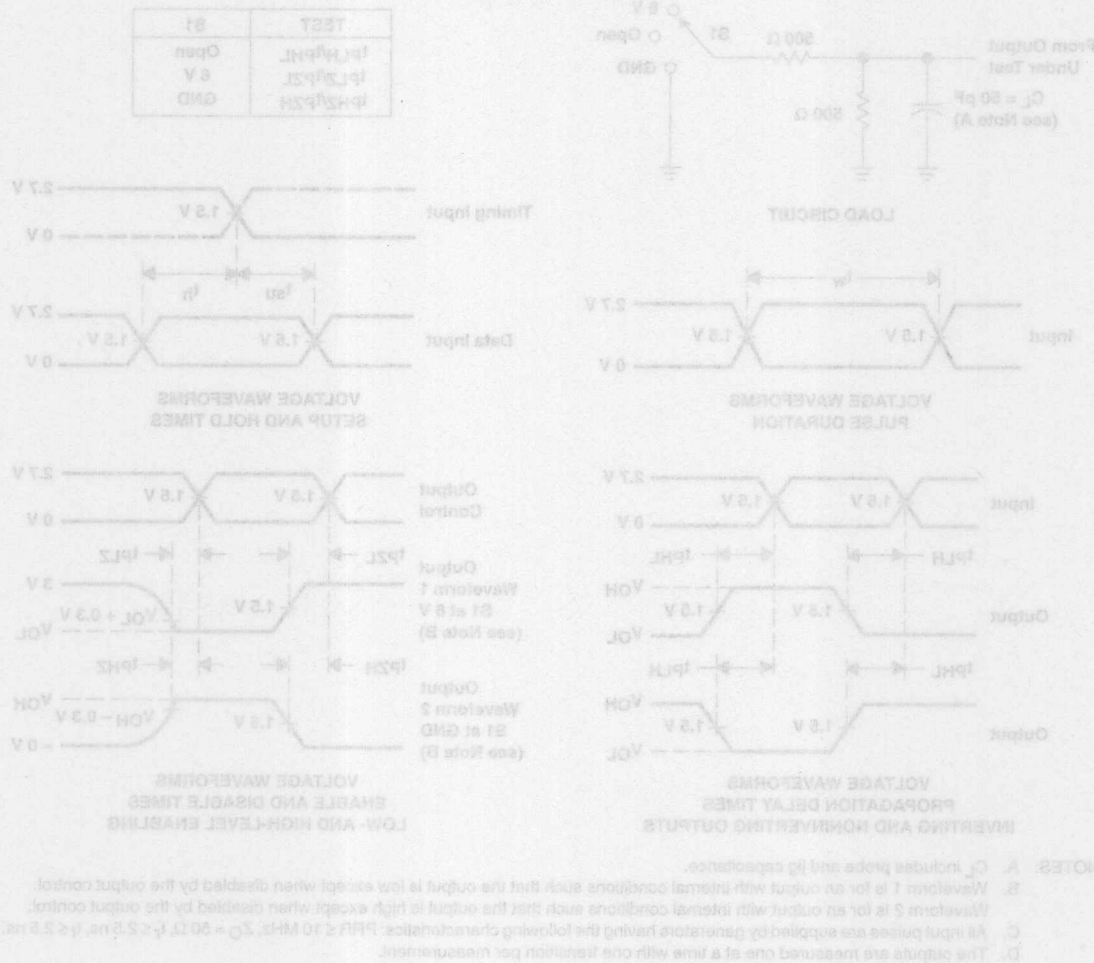 6 V
TEST S1
From Output
Under Test
500 Ω
S1
Open
GND
tPLH/tPHL Open
tPLZ/tPZL 6 V
tPHZ/tPZH GND
CL = 50 pF
(see Note A)
500 Ω
LOAD CIRCUIT
Timing Input
1.5 V
2.7 V
0 V
tw
tsu
th
Input
1.5 V
1.5 V
2.7 V
0 V
Data Input
1.5 V
1.5 V
2.7 V
0 V
VOLTAGE WAVEFORMS
PULSE DURATION
VOLTAGE WAVEFORMS
SETUP AND HOLD TIMES
Input
1.5 V
1.5 V
2.7 V
0 V
tPLH
tPHL
Output
1.5 V
1.5 V
VOH
VOL
tPHL
tPLH
Output
1.5 V
1.5 V
VOH
VOL
VOLTAGE WAVEFORMS
PROPAGATION DELAY TIMES
INVERTING AND NONINVERTING OUTPUTS
Output
Control
1.5 V
1.5 V
2.7 V
0 V
tPZL
tPLZ
Output
Waveform 1
S1 at 6 V
(see Note B)
1.5 V
VOL + 0.3 V
3 V
VOL
tPZH
tPHZ
Output
Waveform 2
S1 at GND
(see Note B)
1.5 V
VOH – 0.3 V
VOH
≈ 0 V
VOLTAGE WAVEFORMS
ENABLE AND DISABLE TIMES
LOW- AND HIGH-LEVEL ENABLING
NOTES: A. CL includes probe and jig capacitance.
B. Waveform 1 is for an output with internal conditions such that the output is low except when disabled by the output control.
Waveform 2 is for an output with internal conditions such that the output is high except when disabled by the output control.
C. All input pulses are supplied by generators having the following characteristics: PRR ≤ 10 MHz, ZO = 50 Ω, tr ≤ 2.5 ns, tf ≤ 2.5 ns.
D. The outputs are measured one at a time with one transition per measurement.